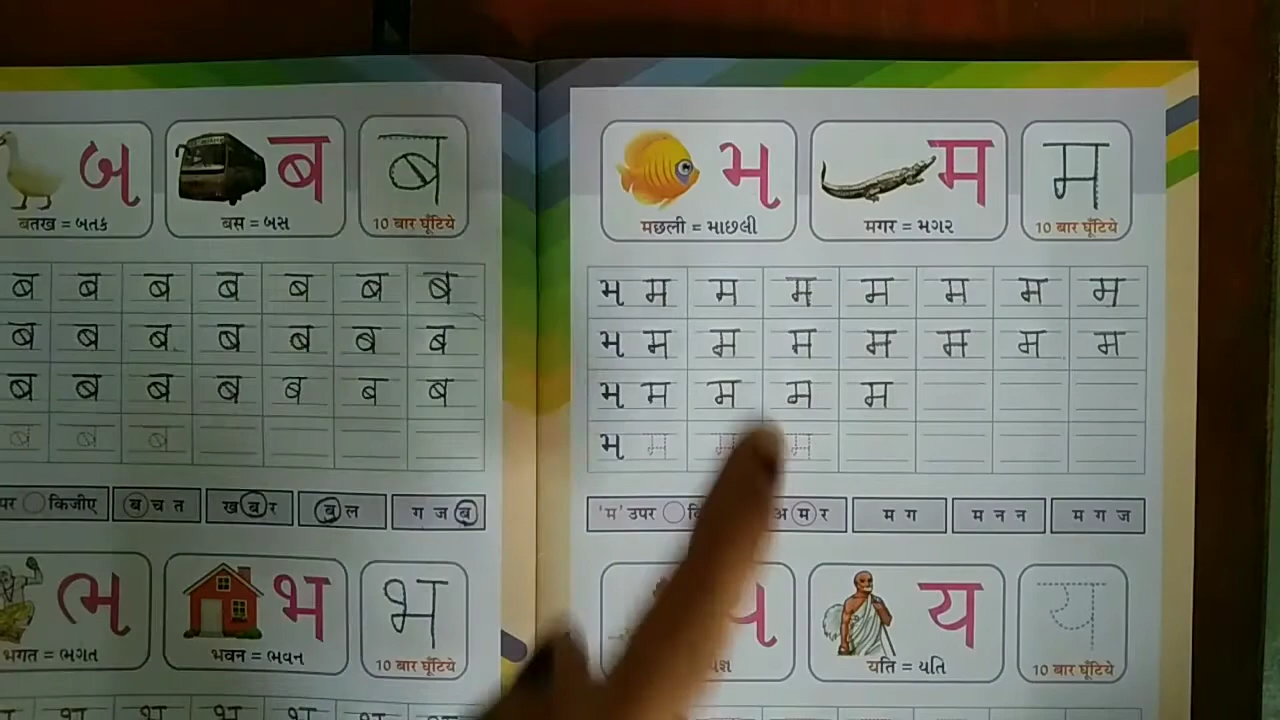 બ ब ब
बतख = બતક बस = બસ 10 बार घूँटिये
ब ब ब ब ब ब ब
ब ब ब ब ब ब ब
ब ब ब ब ब ब ब
ब ब ब
पर किजीए ब च त ख ब र ब ल ग ज ब
ભ भ भ
भगत = ભગત भवन = ભવન 10 बार घूँटिये
भ भ भ भ
મ म म
मछली = માછલી मगर = મગર 10 बार घूँटिये
મ म म म म म म म
મ म म म म म म म
મ म म म म
મ म म म
'म' उपर अ म र म ग म न न म ग ज
ય य य
यति = યતિ 10 बार घूँटिये